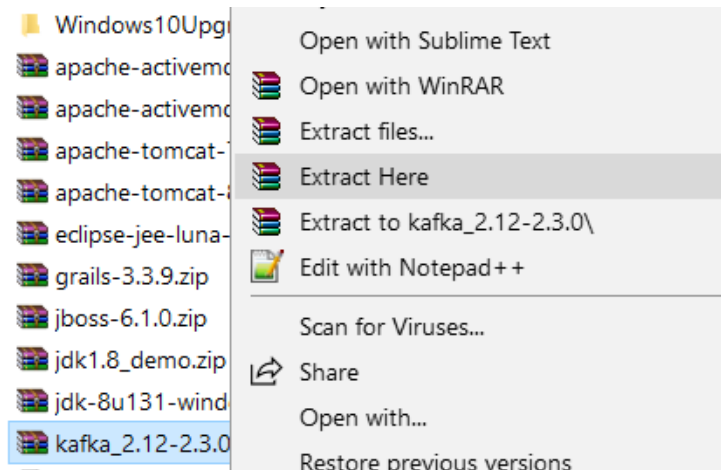 Windows10Upg
apache-activem
apache-activem
apache-tomcat-
apache-tomcat-8
eclipse-jee-luna-
grails-3.3.9.zip
jboss-6.1.0.zip
jdk1.8_demo.zip
jdk-8u131-wind
kafka_2.12-2.3.0
Open with Sublime Text
Open with WinRAR
Extract files...
Extract Here
Extract to kafka_2.12-2.3.0\
Edit with Notepad++
Scan for Viruses...
Share
Open with...
Restore previous versions